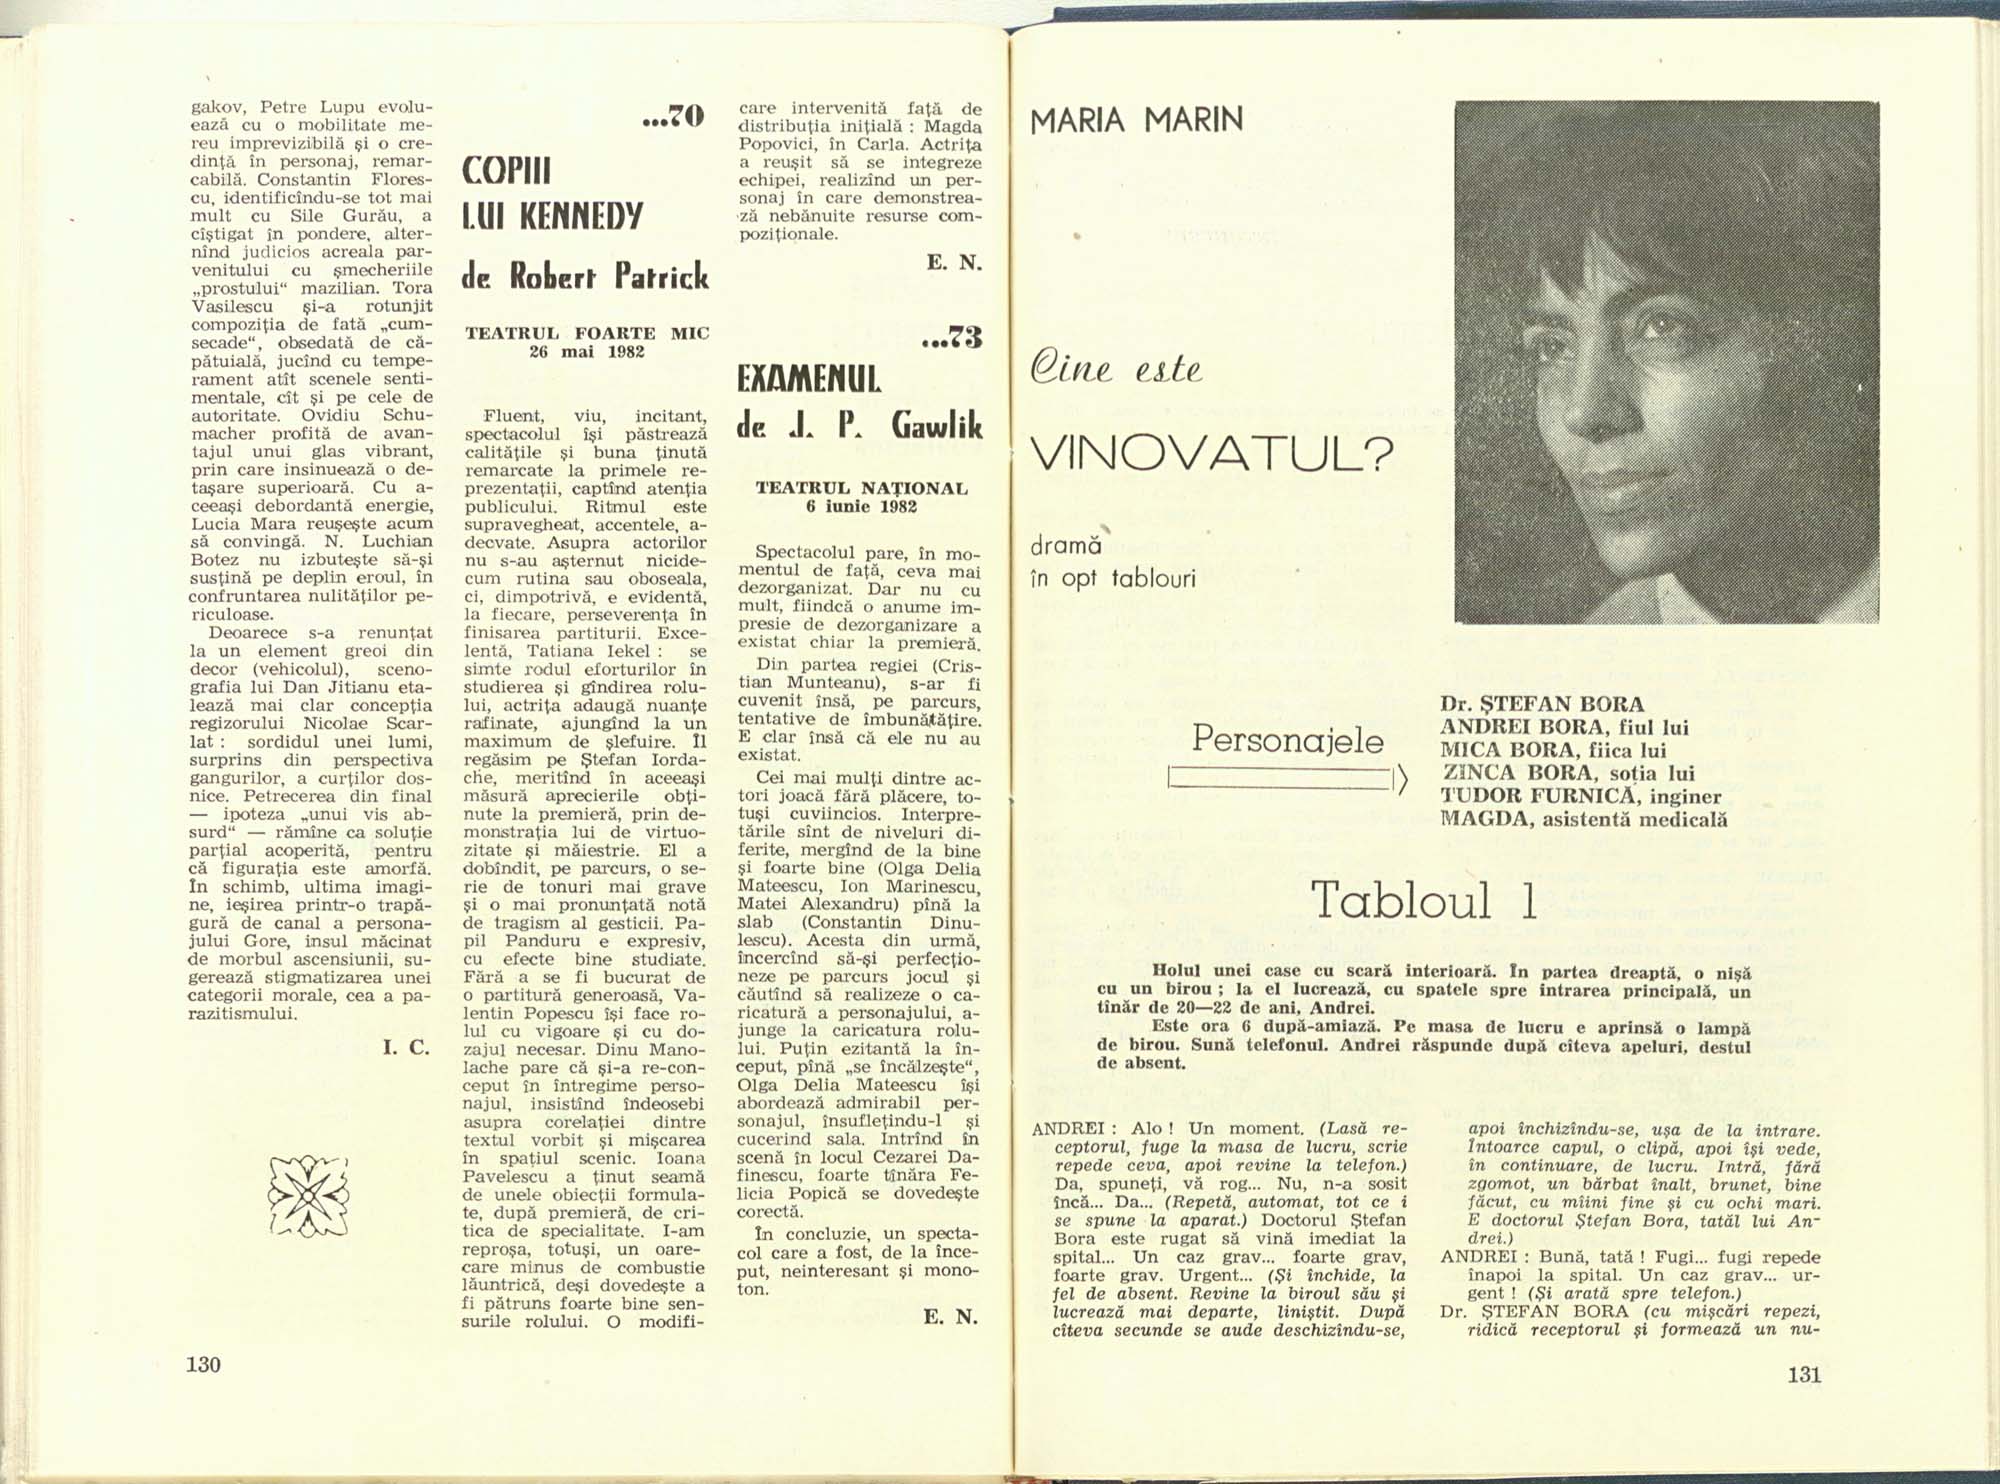 gakov, Petre Lupu evolu-
ează cu o mobilitate me-
reu imprevizibilă și o cre-
dință în personaj, remar-
cabilă. Constantin Flores-
cu, identificîndu-se tot mai
mult cu Sile Gurău, a
cîștigat în pondere, alter-
nînd judicios acreala par-
venitului cu șmecheriile
„prostului“ mazilian. Tora
Vasilescu și-a rotunjit
compoziția de fată „cum-
secade“, obsedată de că-
pătuială, jucînd cu tempe-
rament atît scenele senti-
mentale, cît și pe cele de
autoritate. Ovidiu Schu-
macher profită de avan-
tajul unui glas vibrant,
prin care insinuează o de-
tașare superioară. Cu a-
ceeași debordantă energie,
Lucia Mara reușește acum
să convingă. N. Luchian
Botez nu izbutește să-și
susțină pe deplin eroul, în
confruntarea nulităților pe-
riculoase.
Deoarece s-a renunțat
la un element greoi din
decor (vehicolul), sceno-
grafia lui Dan Jitianu eta-
lează mai clar concepția
regizorului Nicolae Scar-
lat : sordidul unei lumi,
surprins din perspectiva
gangurilor, a curților dos-
nice. Petrecerea din final
— ipoteza „unui vis ab-
surd“ — rămîne ca soluție
parțial acoperită, pentru
că figurația este amorfă.
În schimb, ultima imagi-
ne, ieșirea printr-o trapă-
gură de canal a persona-
jului Gore, insul măcinat
de morbul ascensiunii, su-
gerează stigmatizarea unei
categorii morale, cea a pa-
razitismului.
I. C.
130
...70
COPIII
LUI KENNEDY
de Robert Patrick
TEATRUL FOARTE MIC
26 mai 1982
Fluent, viu, incitant,
spectacolul își păstrează
calitățile și buna ținută
remarcate la primele re-
prezentații, captînd atenția
publicului. Ritmul este
supravegheat, accentele, a-
decvate. Asupra actorilor
nu s-au așternut nicide-
cum rutina sau oboseala,
ci, dimpotrivă, e evidentă,
la fiecare, perseverența în
finisarea partiturii. Exce-
lentă, Tatiana Iekel : se
simte rodul eforturilor în
studierea și gîndirea rolu-
lui, actrița adaugă nuanțe
rafinate, ajungînd la un
maximum de șlefuire. Îl
regăsim pe Ștefan Iorda-
che, meritînd în aceeași
măsură aprecierile obți-
nute la premieră, prin de-
monstrația lui de virtuo-
zitate și măiestrie. El a
dobîndit, pe parcurs, o se-
rie de tonuri mai grave
și o mai pronunțată notă
de tragism al gesticii. Pa-
pil Panduru e expresiv,
cu efecte bine studiate.
Fără a se fi bucurat de
o partitură generoasă, Va-
lentin Popescu își face ro-
lul cu vigoare și cu do-
zajul necesar. Dinu Mano-
lache pare că și-a re-con-
ceput în întregime perso-
najul, insistînd îndeosebi
asupra corelației dintre
textul vorbit și mișcarea
în spațiul scenic. Ioana
Pavelescu a ținut seamă
de unele obiecții formula-
te, după premieră, de cri-
tica de specialitate. I-am
reproșa, totuși, un oare-
care minus de combustie
lăuntrică, deși dovedește a
fi pătruns foarte bine sen-
surile rolului. O modifi-
care intervenită față de
distribuția inițială : Magda
Popovici, în Carla. Actrița
a reușit să se integreze
echipei, realizînd un per-
sonaj în care demonstrea-
ză nebănuite resurse com-
poziționale.
E. N.
...73
EXAMENUL
de J. P. Gawlik
TEATRUL NAȚIONAL
6 iunie 1982
Spectacolul pare, în mo-
mentul de față, ceva mai
dezorganizat. Dar nu cu
mult, fiindcă o anume im-
presie de dezorganizare a
existat chiar la premieră.
Din partea regiei (Cris-
tian Munteanu), s-ar fi
cuvenit însă, pe parcurs,
tentative de îmbunătățire.
E clar însă că ele nu au
existat.
Cei mai mulți dintre ac-
tori joacă fără plăcere, to-
tuși cuviincios. Interpre-
tările sînt de niveluri di-
ferite, mergînd de la bine
și foarte bine (Olga Delia
Mateescu, Ion Marinescu,
Matei Alexandru) pînă la
slab (Constantin Dinu-
lescu). Acesta din urmă,
încercînd să-și perfecțio-
neze pe parcurs jocul și
căutînd să realizeze o ca-
ricatură a personajului, a-
junge la caricatura rolu-
lui. Puțin ezitantă la în-
ceput, pînă „se încălzește“,
Olga Delia Mateescu își
abordează admirabil per-
sonajul, însuflețindu-l și
cucerind sala. Intrînd în
scenă în locul Cezarei Da-
finescu, foarte tînăra Fe-
licia Popică se dovedește
corectă.
În concluzie, un specta-
col care a fost, de la înce-
put, neinteresant și mono-
ton.
E. N.
MARIA MARIN
Cine este
VINOVATUL?
dramă
în opt tablouri
Personajele
Dr. ȘTEFAN BORA
ANDREI BORA, fiul lui
MICA BORA, fiica lui
ZINCA BORA, soția lui
TUDOR FURNICĂ, inginer
MAGDA, asistentă medicală
Tabloul 1
Holul unei case cu scară interioară. În partea dreaptă, o nișă
cu un birou ; la el lucrează, cu spatele spre intrarea principală, un
tînăr de 20—22 de ani, Andrei.
Este ora 6 după-amiază. Pe masa de lucru e aprinsă o lampă
de birou. Sună telefonul. Andrei răspunde după cîteva apeluri, destul
de absent.
ANDREI : Alo ! Un moment. (Lasă re-
ceptorul, fuge la masa de lucru, scrie
repede ceva, apoi revine la telefon.)
Da, spuneți, vă rog... Nu, n-a sosit
încă... Da... (Repetă, automat, tot ce i
se spune la aparat.) Doctorul Ștefan
Bora este rugat să vină imediat la
spital... Un caz grav... foarte grav,
foarte grav. Urgent... (Și închide, la
fel de absent. Revine la biroul său și
lucrează mai departe, liniștit. După
cîteva secunde se aude deschizîndu-se,
apoi închizîndu-se, ușa de la intrare.
Întoarce capul, o clipă, apoi își vede,
în continuare, de lucru. Intră, fără
zgomot, un bărbat înalt, brunet, bine
făcut, cu mîini fine și cu ochi mari.
E doctorul Ștefan Bora, tatăl lui An-
drei.)
ANDREI : Bună, tată ! Fugi... fugi repede
înapoi la spital. Un caz grav... ur-
gent ! (Și arată spre telefon.)
Dr. ȘTEFAN BORA (cu mișcări repezi,
ridică receptorul și formează un nu-
131